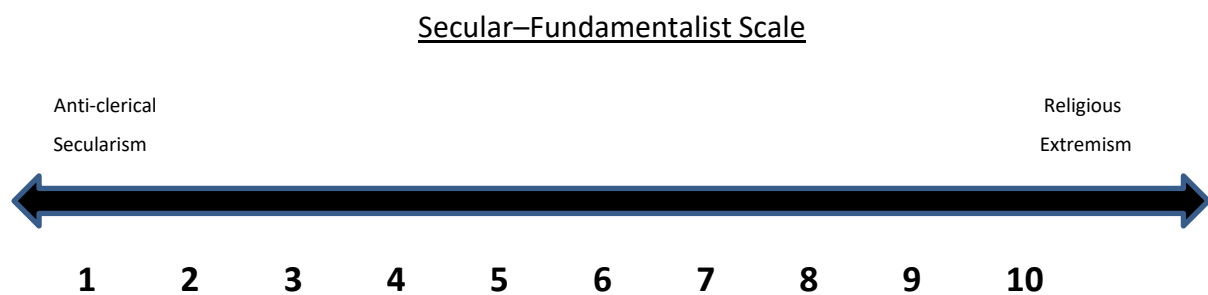 Secular–Fundamentalist Scale
Anti-clerical Religious
Secularism Extremism
1 2 3 4 5 6 7 8 9 10